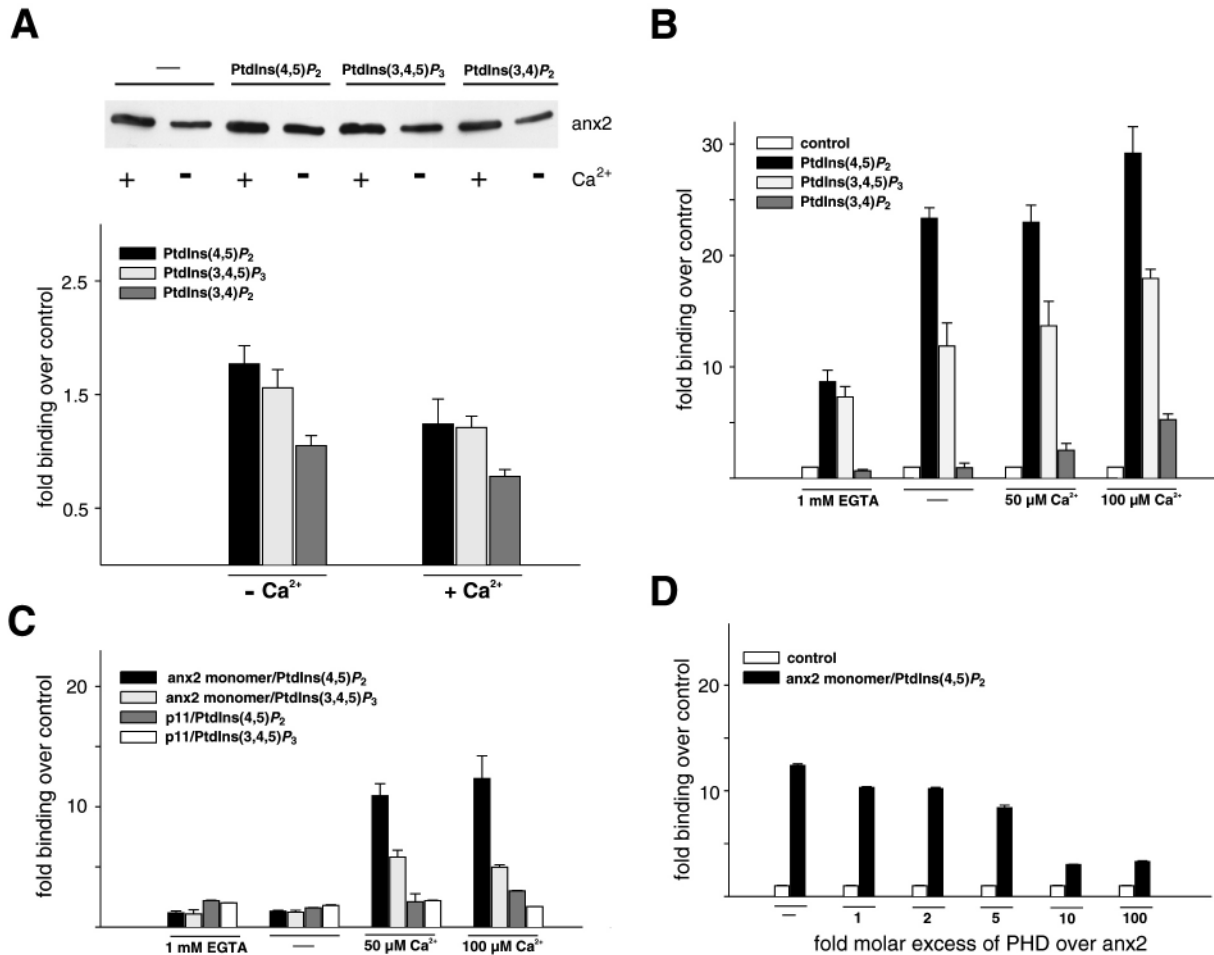 A
— PtdIns(4,5)P₂ PtdIns(3,4,5)P₃ PtdIns(3,4)P₂
anx2
+ - + - + - + - Ca²⁺
PtdIns(4,5)P₂
PtdIns(3,4,5)P₃
PtdIns(3,4)P₂
2.5
1.5
0.5
fold binding over control
- Ca²⁺ + Ca²⁺
B
control
PtdIns(4,5)P₂
PtdIns(3,4,5)P₃
PtdIns(3,4)P₂
30
20
10
fold binding over control
1 mM EGTA — 50 µM Ca²⁺ 100 µM Ca²⁺
C
anx2 monomer/PtdIns(4,5)P₂
anx2 monomer/PtdIns(3,4,5)P₃
p11/PtdIns(4,5)P₂
p11/PtdIns(3,4,5)P₃
20
10
fold binding over control
1 mM EGTA — 50 µM Ca²⁺ 100 µM Ca²⁺
D
control
anx2 monomer/PtdIns(4,5)P₂
20
10
fold binding over control
— 1 2 5 10 100
fold molar excess of PHD over anx2